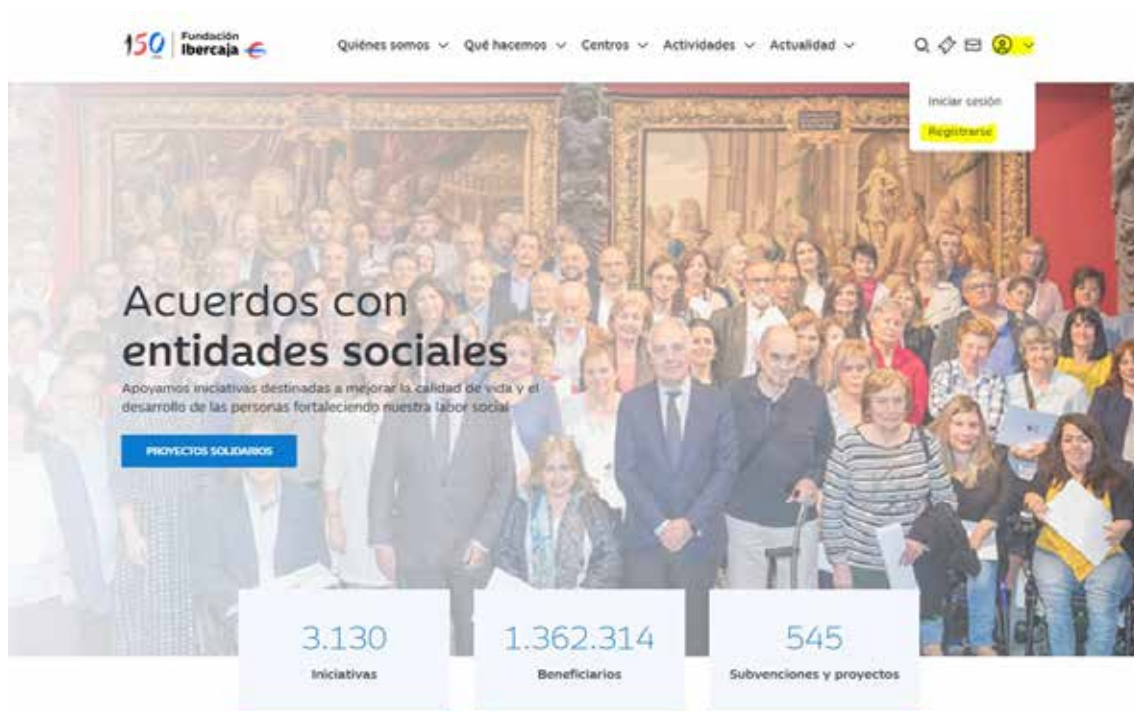 150 Fundación
Ibercaja
Quiénes somos Qué hacemos Centros Actividades Actualidad
Iniciar sesión
Registrarse
Acuerdos con
entidades sociales
Apoyamos iniciativas destinadas a mejorar la calidad de vida y el
desarrollo de las personas fortaleciendo nuestra labor social
PROYECTOS SOLIDARIOS
3.130
Iniciativas
1.362.314
Beneficiarios
545
Subvenciones y proyectos